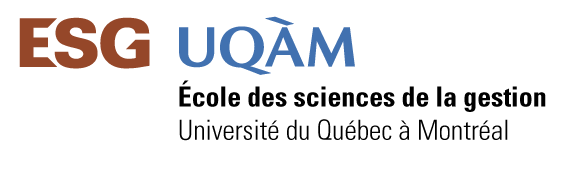 ESG UQÀM
École des sciences de la gestion
Université du Québec à Montréal